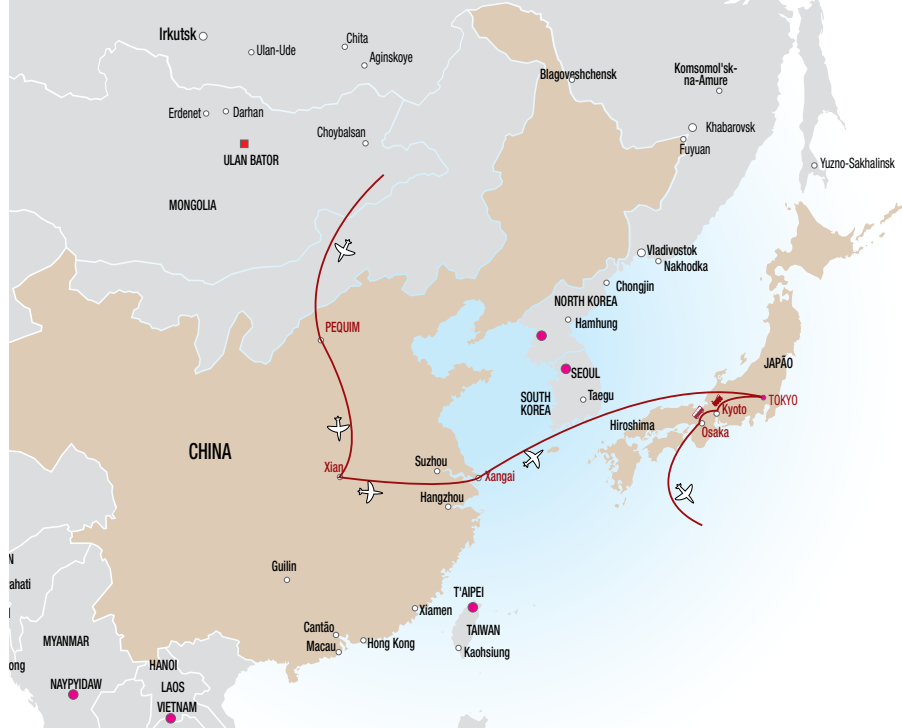 Irkutsk
Ulan-Ude
Chita
Aginskoye
Blagoveshchensk
Komsomol'sk-
na-Amure
Erdenet
Darhan
Choybalsan
Khabarovsk
Fuyuan
ULAN BATOR
Yuzno-Sakhalinsk
MONGOLIA
Vladivostok
Nakhodka
Chongjin
NORTH KOREA
Hamhung
PEQUIM
JAPÃO
SEOUL
SOUTH
KOREA
Taegu
TOKYO
Kyoto
Hiroshima
Osaka
CHINA
Xian
Suzhou
Xangai
Hangzhou
Guilin
N
ahati
T'AIPEI
Xiamen
Cantão
TAIWAN
MYANMAR
Hong Kong
Macau
Kaohsiung
ong
HANOI
NAYPYIDAW
LAOS
VIETNAM